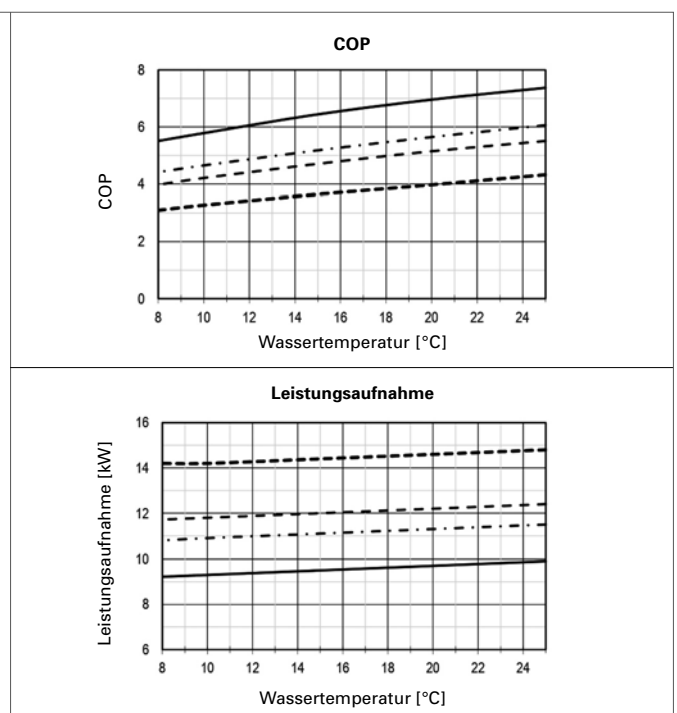 COP
8
6
4
2
0
COP
8 10 12 14 16 18 20 22 24
Wassertemperatur [°C]
Leistungsaufnahme
16
14
12
10
8
6
Leistungsaufnahme [kW]
8 10 12 14 16 18 20 22 24
Wassertemperatur [°C]